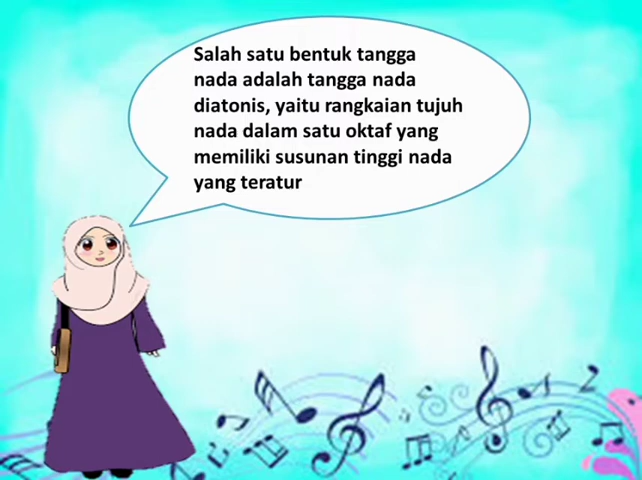 Salah satu bentuk tangga
nada adalah tangga nada
diatonis, yaitu rangkaian tujuh
nada dalam satu oktaf yang
memiliki susunan tinggi nada
yang teratur